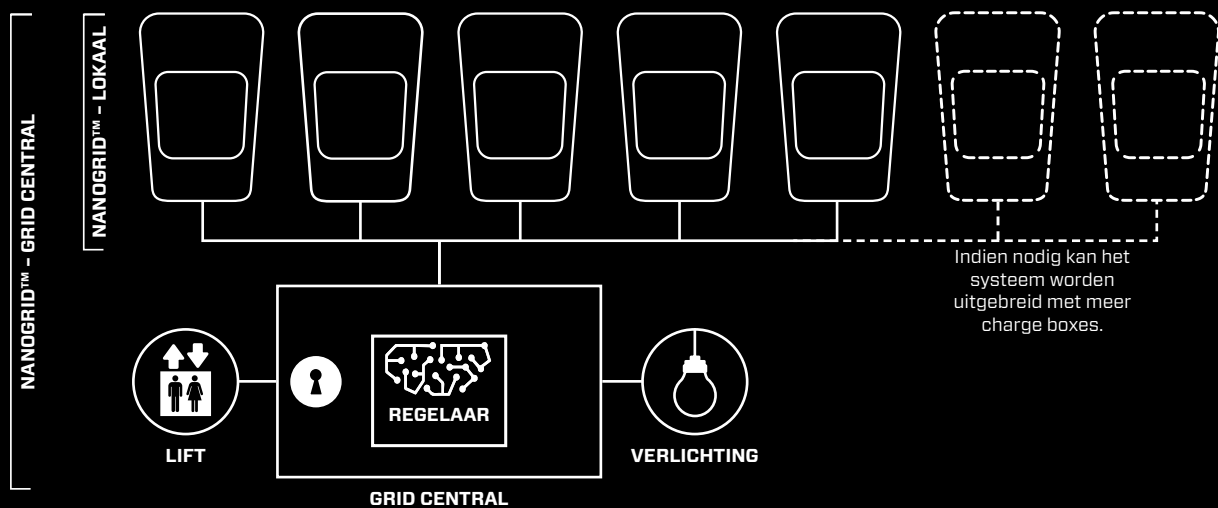 NANOGRID™ – GRID CENTRAL
NANOGRID™ – LOKAAL
Indien nodig kan het
systeem worden
uitgebreid met meer
charge boxes.
REGELAAR
LIFT
VERLICHTING
GRID CENTRAL